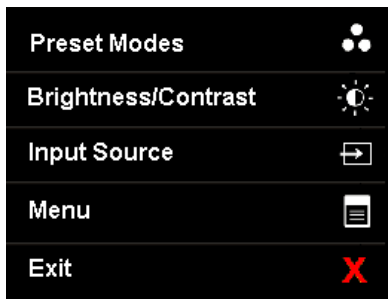 Preset Modes
Brightness/Contrast
Input Source
Menu
Exit